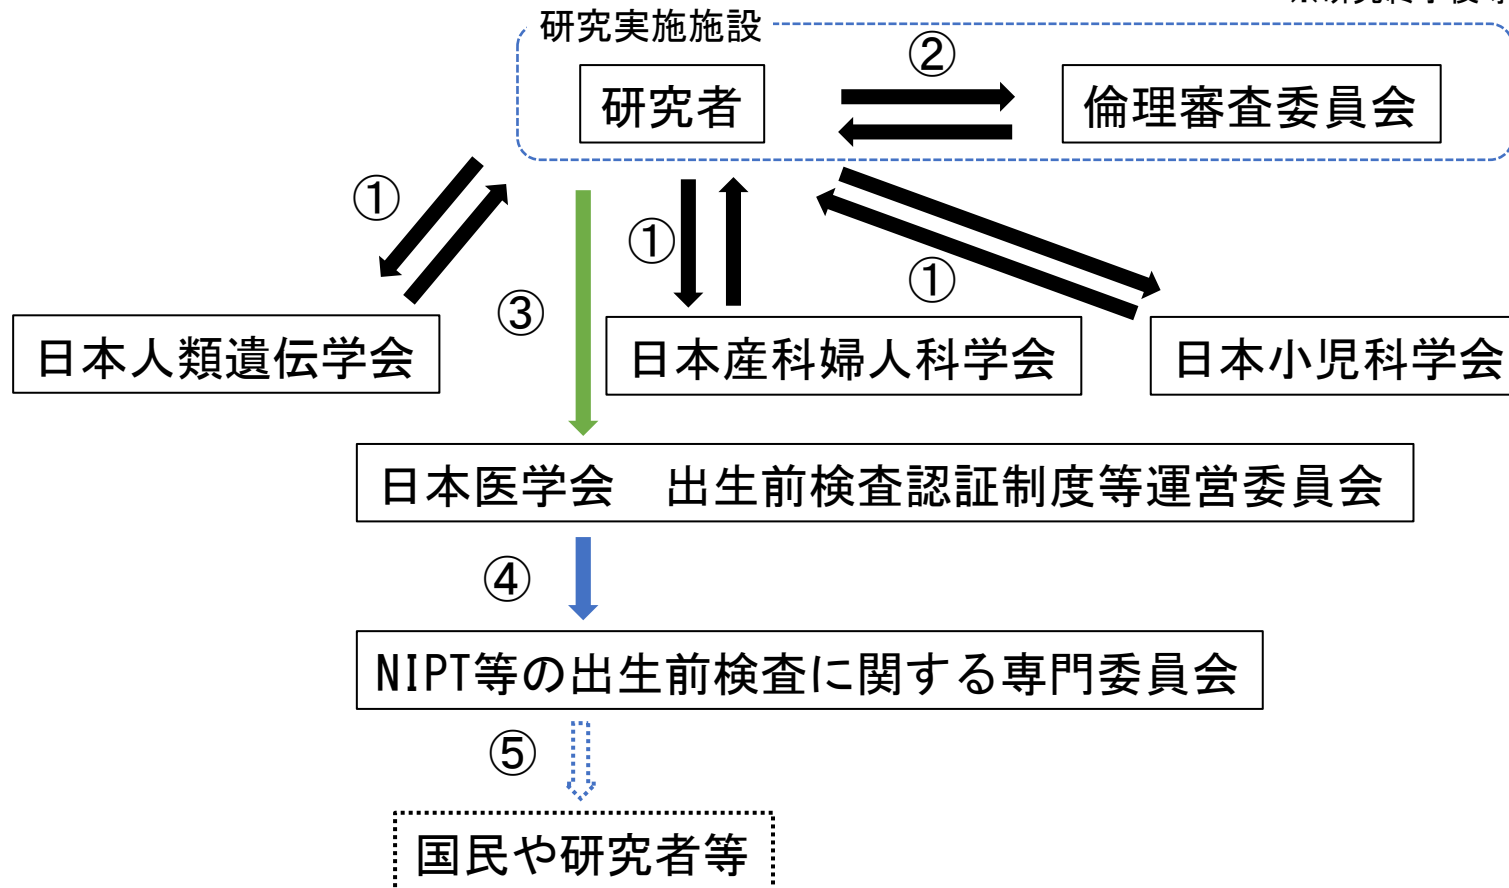 研究実施施設
②
研究者
倫理審査委員会
①
①
①
③
日本人類遺伝学会
日本産科婦人科学会
日本小児科学会
日本医学会　出生前検査認証制度等運営委員会
④
NIPT等の出生前検査に関する専門委員会
⑤
国民や研究者等